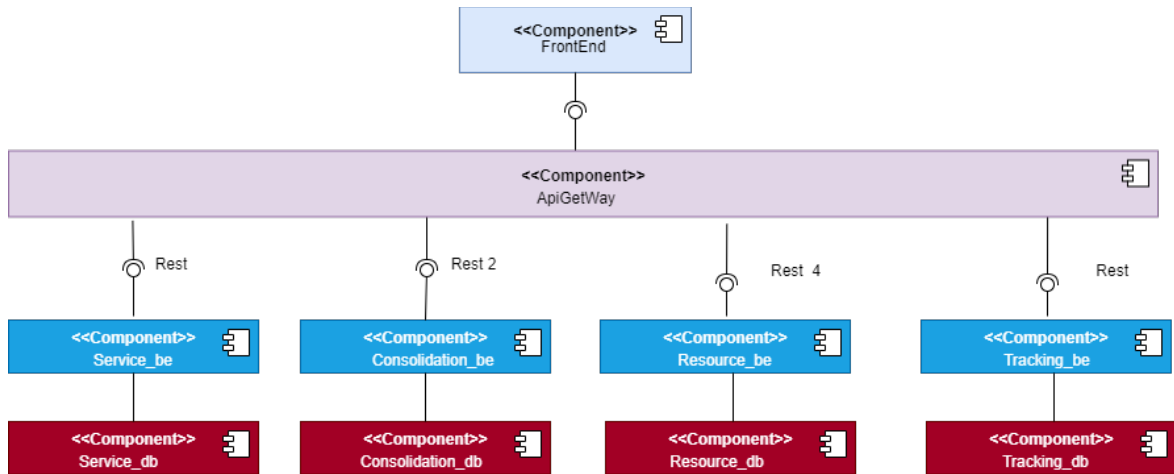 <<Component>>
FrontEnd
<<Component>>
ApiGetWay
Rest
Rest 2
Rest 4
Rest
<<Component>>
Service_be
<<Component>>
Consolidation_be
<<Component>>
Resource_be
<<Component>>
Tracking_be
<<Component>>
Service_db
<<Component>>
Consolidation_db
<<Component>>
Resource_db
<<Component>>
Tracking_db